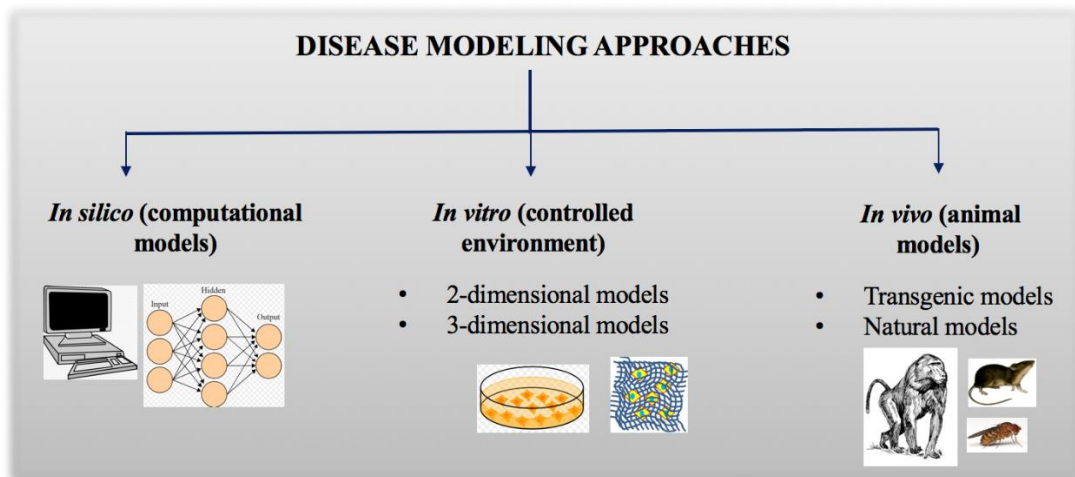 DISEASE MODELING APPROACHES
In silico (computational
models)
Input
Hidden
Output
In vitro (controlled
environment)
• 2-dimensional models
• 3-dimensional models
In vivo (animal
models)
• Transgenic models
• Natural models